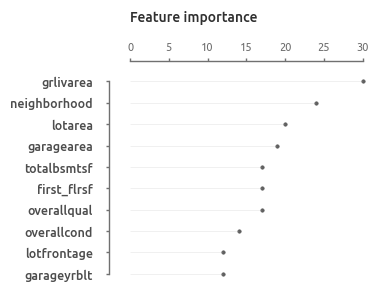 Feature importance
0 5 10 15 20 25 30
grlivarea
neighborhood
lotarea
garagearea
totalbsmtsf
first_flrsf
overallqual
overallcond
lotfrontage
garageyrblt